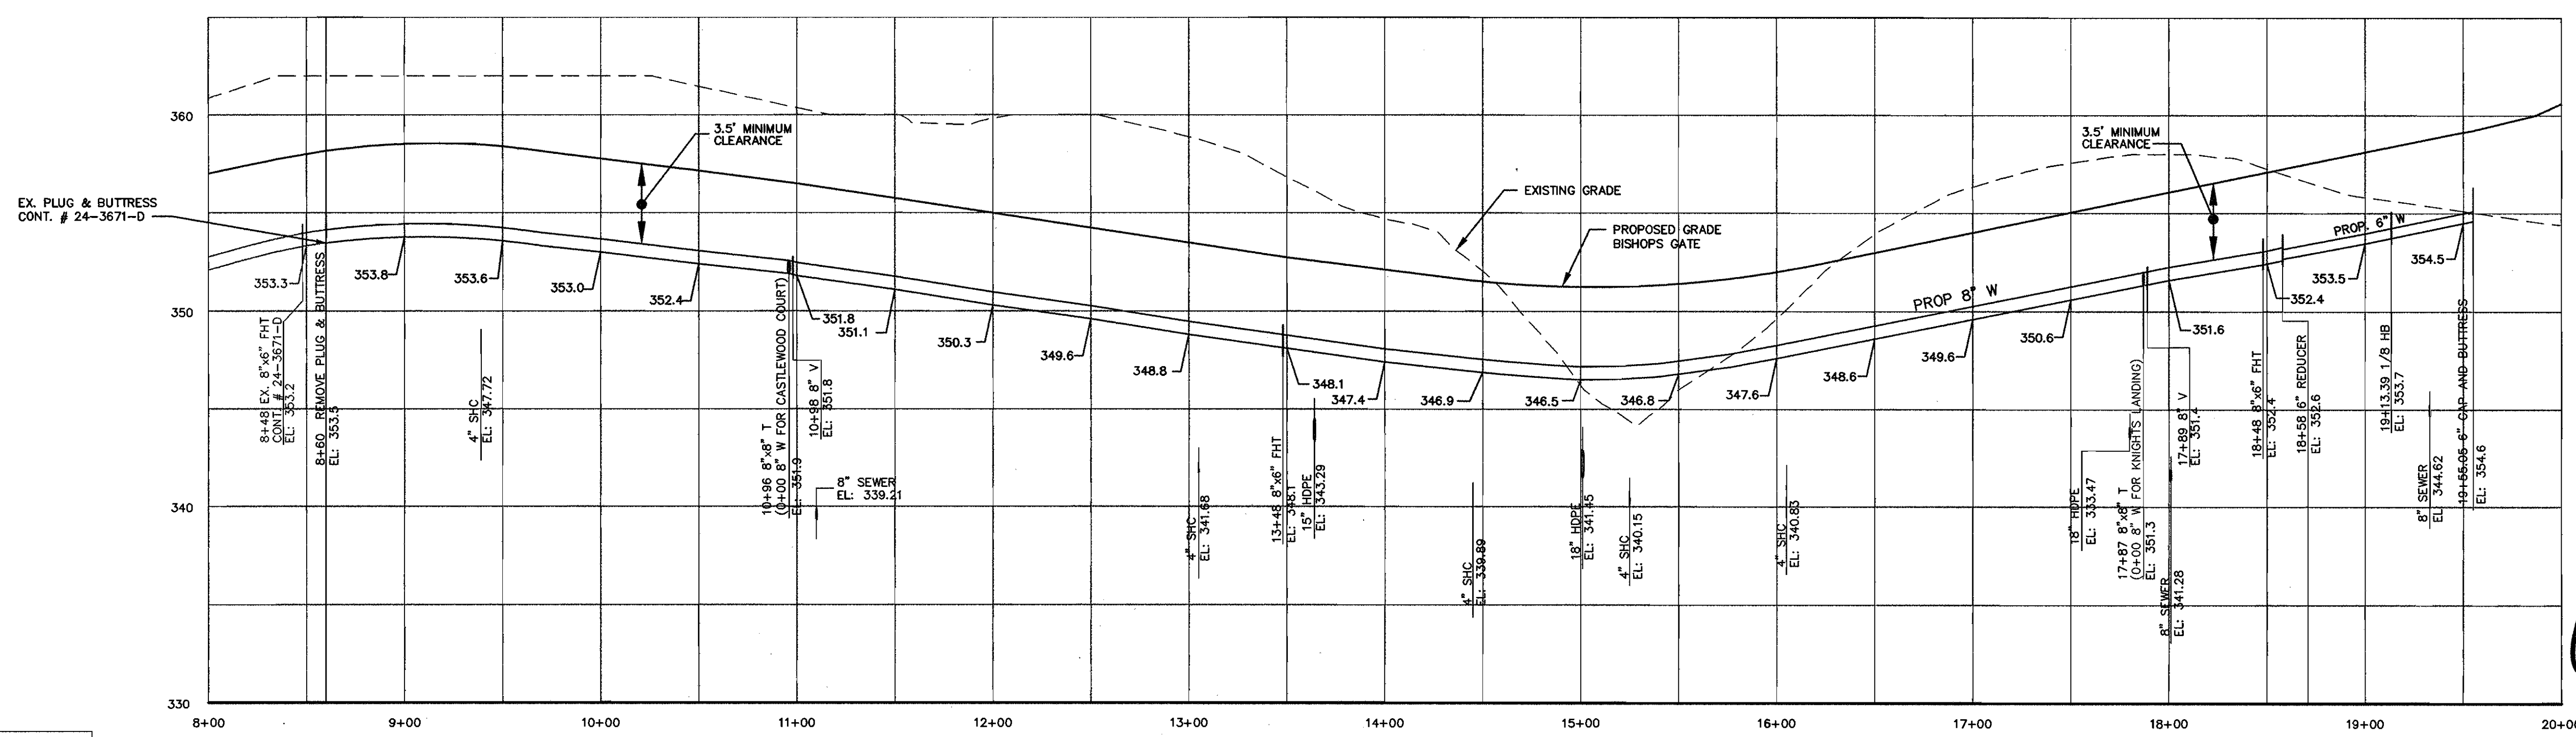 360
350
340
330
8+00
9+00
10+00
11+00
12+00
13+00
14+00
15+00
16+00
17+00
18+00
19+00
20+00
EX. PLUG & BUTTRESS
CONT. # 24-3671-D
3.5' MINIMUM
CLEARANCE
EXISTING GRADE
PROPOSED GRADE
BISHOPS GATE
3.5' MINIMUM
CLEARANCE
PROP 8" W
PROP. 6" W
353.3
353.8
353.6
353.0
352.4
351.8
351.1
350.3
349.6
348.8
348.1
347.4
346.9
346.5
346.8
347.6
348.6
349.6
350.6
351.6
352.4
353.5
354.5
8+48 EX. 8"x6" FHT
CONT. # 24-3671-D
EL: 353.2
8+60 REMOVE PLUG & BUTTRESS
EL: 353.5
4" SHC
EL: 347.72
10+96 8"x8" T
(0+00 8" W FOR CASTLEWOOD COURT)
EL: 351.9
10+98 8" V
EL: 351.8
8" SEWER
EL: 339.21
4" SHC
EL: 341.68
13+48 8"x6" FHT
EL: 348.1
15" HDPE
EL: 343.29
4" SHC
EL: 339.89
18" HDPE
EL: 341.45
4" SHC
EL: 340.15
4" SHC
EL: 340.83
18" HDPE
EL: 333.47
17+87 8"x8" T
(0+00 8" W FOR KNIGHTS LANDING)
EL: 351.3
8" SEWER
EL: 341.28
17+89 8" V
EL: 351.4
18+48 8"x6" FHT
EL: 352.4
18+58 6" REDUCER
EL: 352.6
19+13.39 1/8 HB
EL: 353.7
8" SEWER
EL: 344.62
19+55.05 6" CAP AND BUTTRESS
EL: 354.6